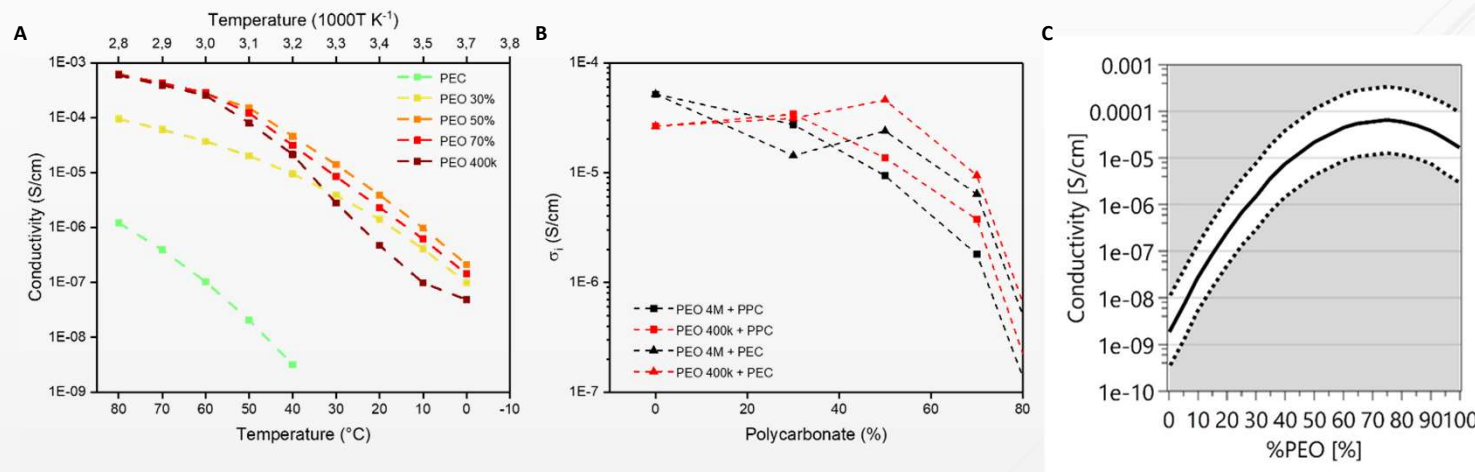 A
Temperature (1000T K-1)
2,8 2,9 3,0 3,1 3,2 3,3 3,4 3,5 3,7 3,8
1E-03
1E-04
1E-05
1E-06
1E-07
1E-08
1E-09
Conductivity (S/cm)
PEC
PEO 30%
PEO 50%
PEO 70%
PEO 400k
80 70 60 50 40 30 20 10 0 -10
Temperature (°C)
B
1E-4
1E-5
1E-6
1E-7
σi (S/cm)
PEO 4M + PPC
PEO 400k + PPC
PEO 4M + PEC
PEO 400k + PEC
0 20 40 60 80
Polycarbonate (%)
C
0.001
0.0001
1e-05
1e-06
1e-07
1e-08
1e-09
1e-10
Conductivity [S/cm]
0 10 20 30 40 50 60 70 80 90 100
%PEO [%]